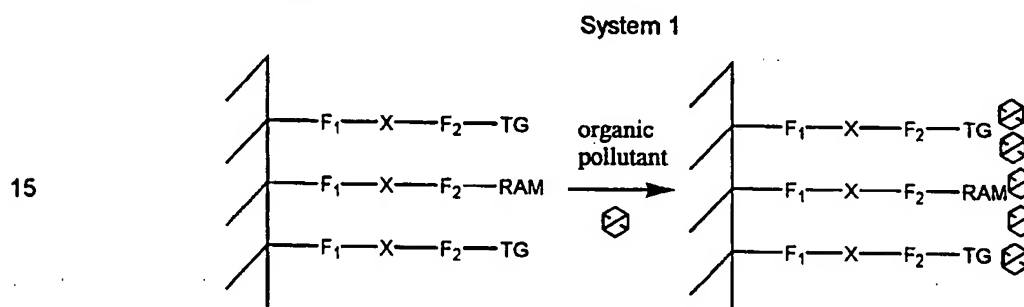 System 1
F₁—X—F₂—TG F₁—X—F₂—TG
organic
pollutant
15 F₁—X—F₂—RAM F₁—X—F₂—RAM
F₁—X—F₂—TG F₁—X—F₂—TG